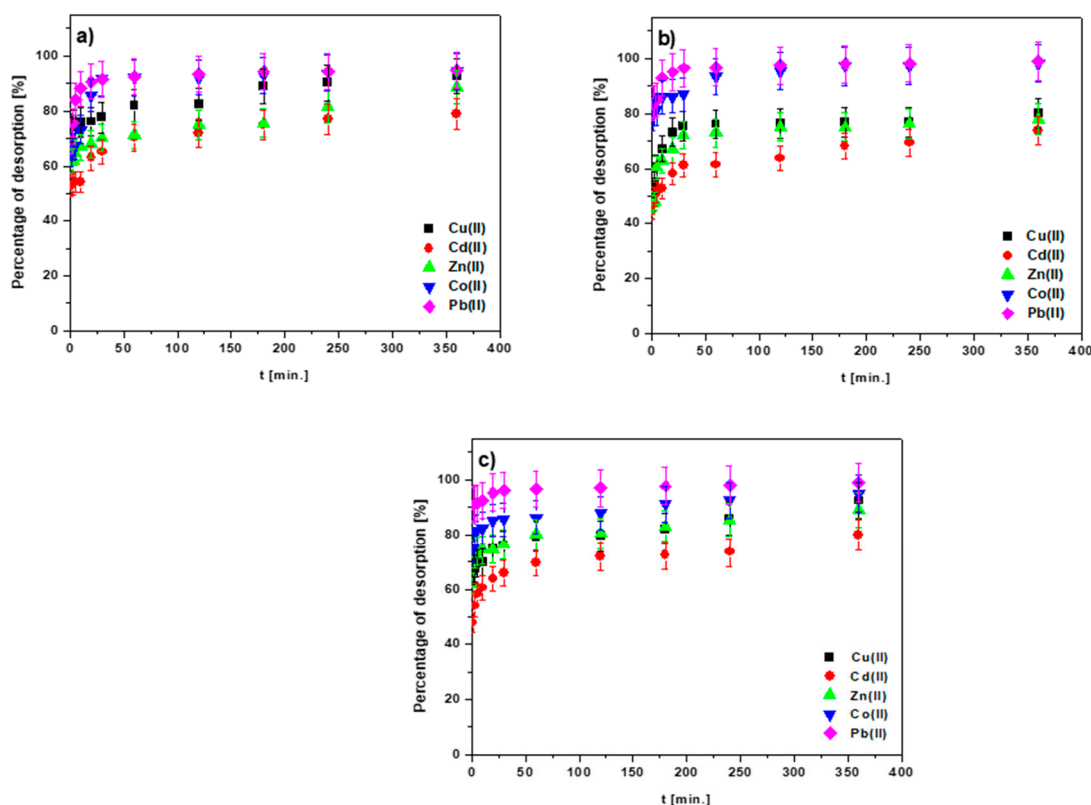 a)
Percentage of desorption [%]
100
80
60
40
20
0
Cu(II)
Cd(II)
Zn(II)
Co(II)
Pb(II)
0 50 100 150 200 250 300 350 400
t [min.]
b)
Percentage of desorption [%]
100
80
60
40
20
0
Cu(II)
Cd(II)
Zn(II)
Co(II)
Pb(II)
0 50 100 150 200 250 300 350 400
t [min.]
c)
Percentage of desorption [%]
100
80
60
40
20
0
Cu(II)
Cd(II)
Zn(II)
Co(II)
Pb(II)
0 50 100 150 200 250 300 350 400
t [min.]